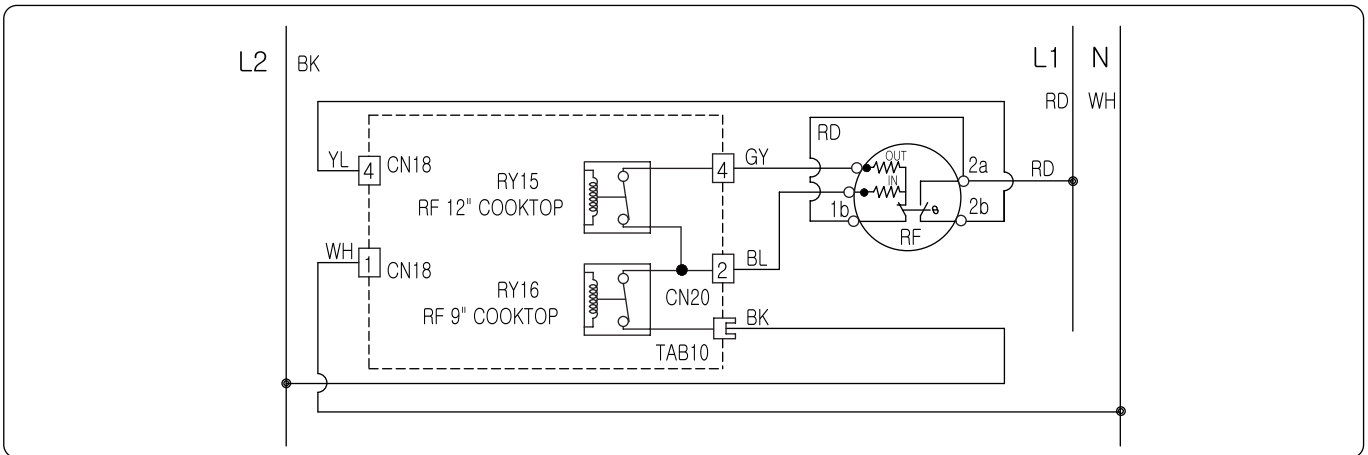 L2 BK
L1 N
RD WH
YL 4 CN18
RY15
RF 12" COOKTOP
4 GY
RD
OUT
IN
1b
2a
2b
θ
RF
RD
WH 1 CN18
RY16
RF 9" COOKTOP
2 BL
CN20
BK
TAB10